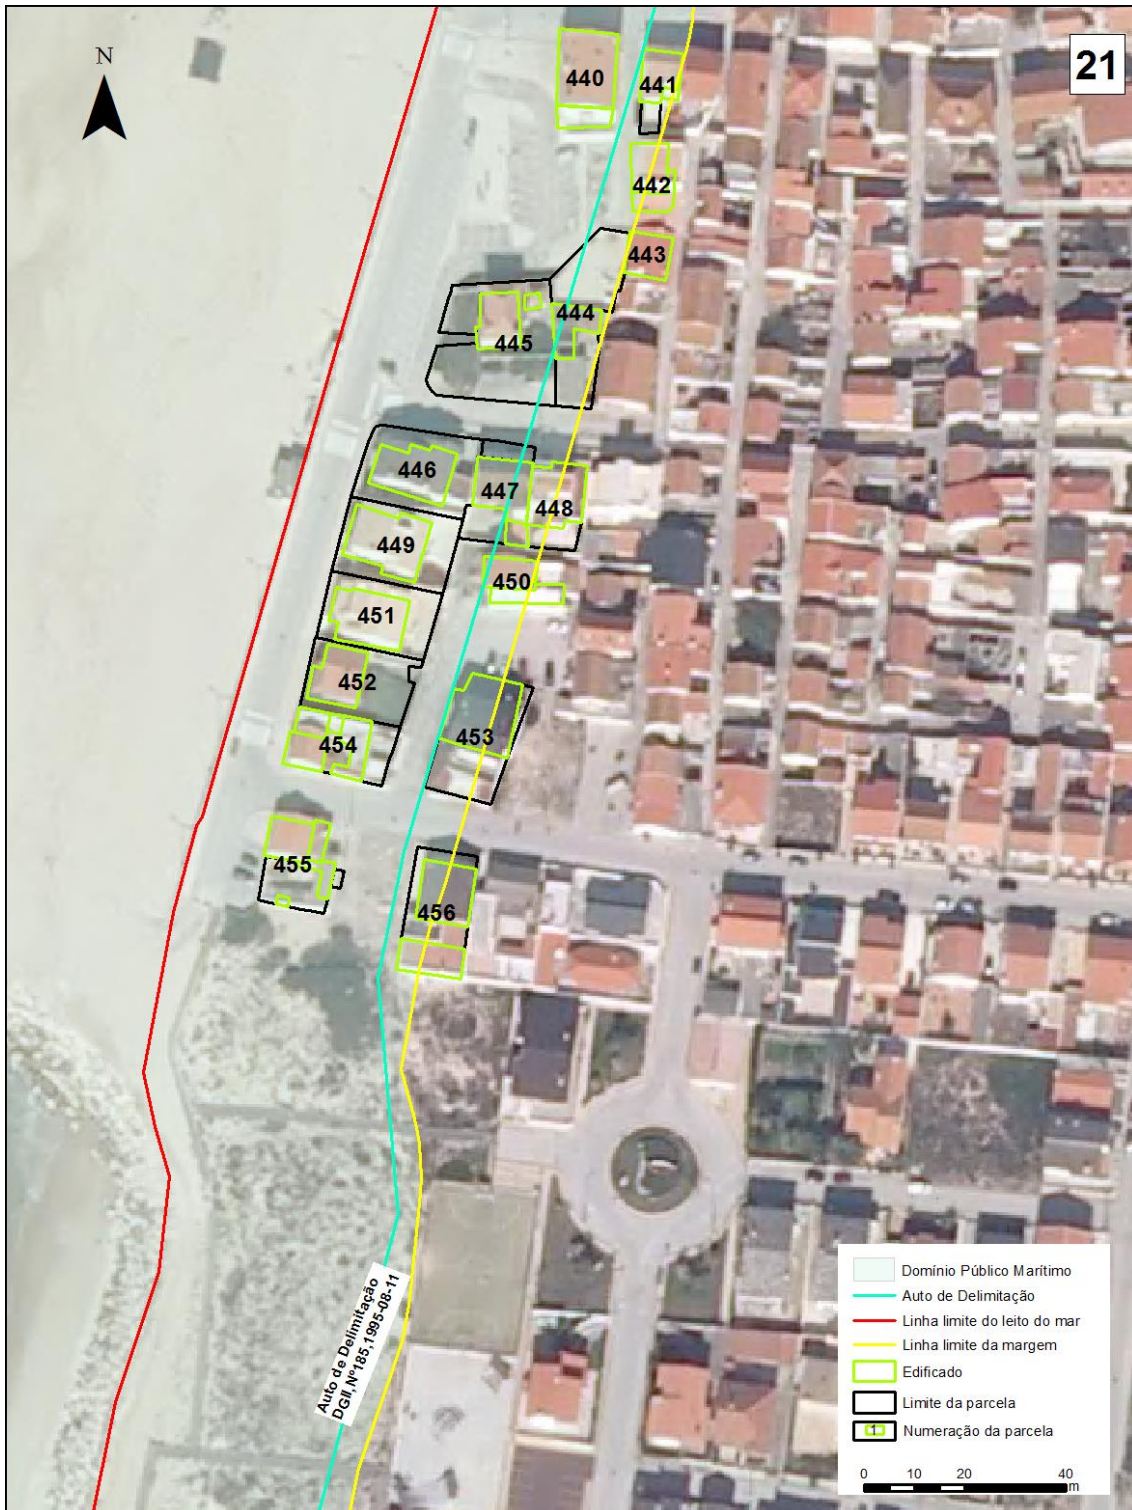 N
21
440
441
442
443
444
445
446
447
448
449
450
451
452
453
454
455
456
Auto de Delimitação
DGII,Nº185,1995-08-11
Domínio Público Marítimo
Auto de Delimitação
Linha limite do leito do mar
Linha limite da margem
Edificado
Limite da parcela
1 Numeração da parcela
0 10 20 40
m